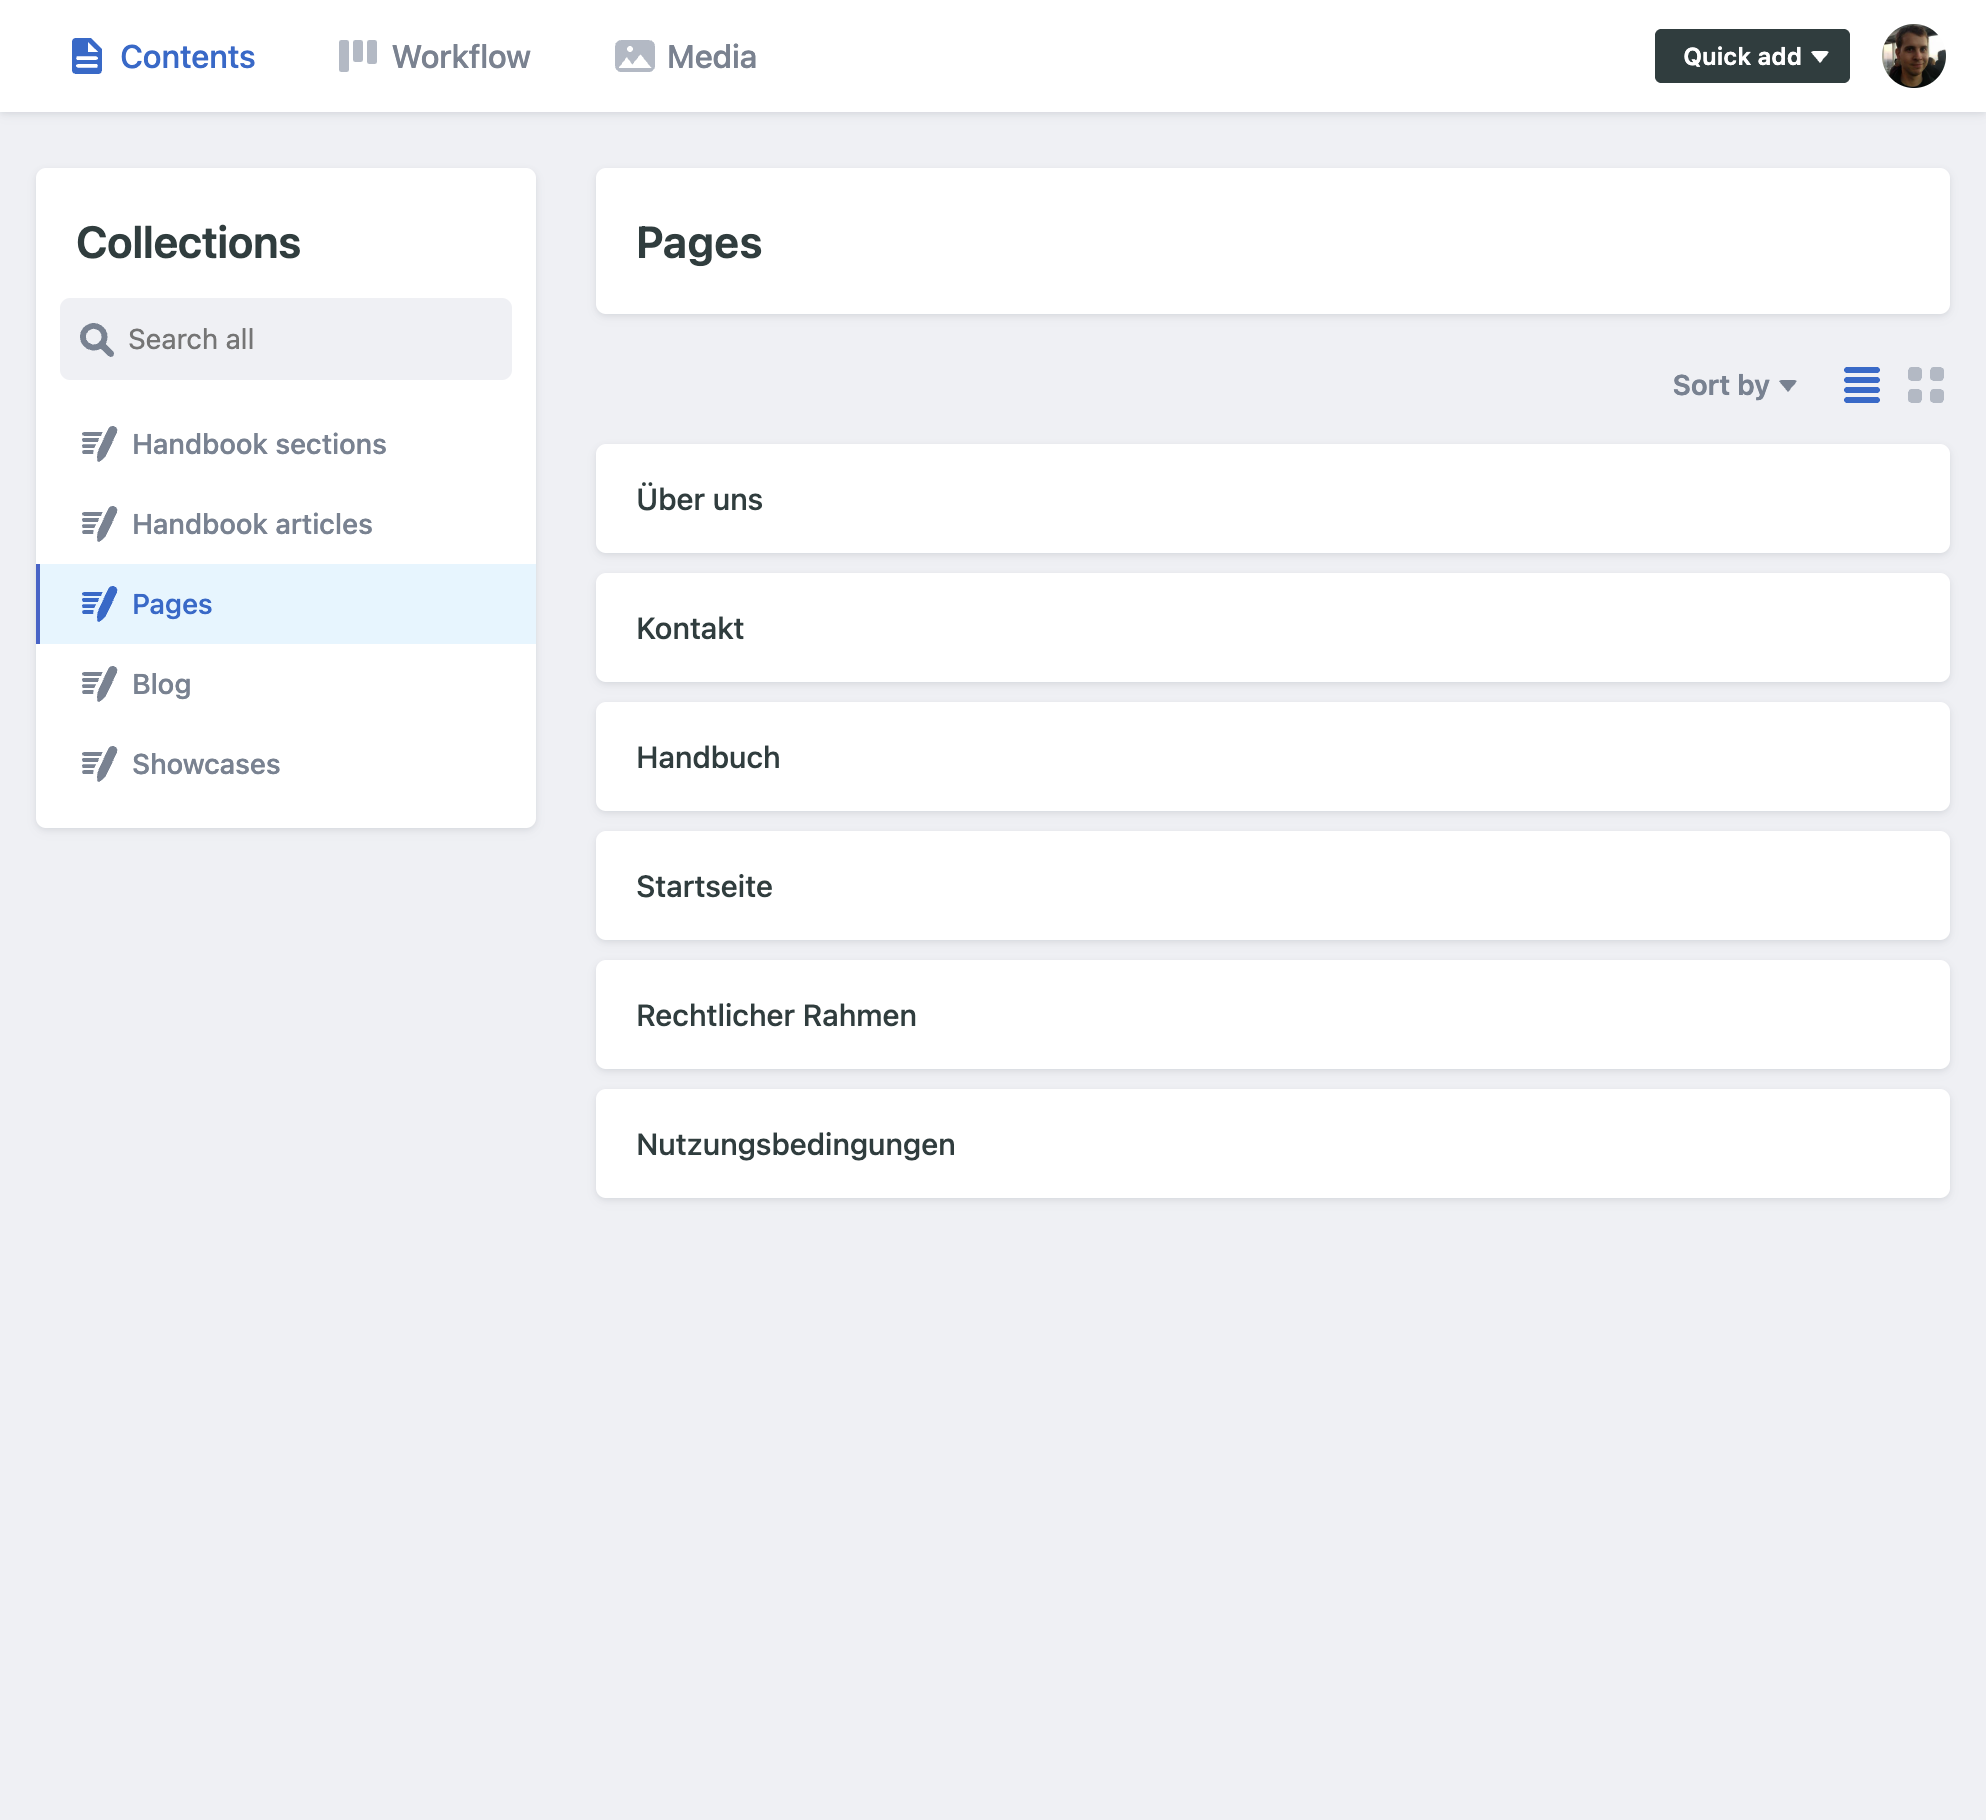 Contents
Workflow
Media
Quick add
Collections
Search all
Handbook sections
Handbook articles
Pages
Blog
Showcases
Pages
Sort by
Über uns
Kontakt
Handbuch
Startseite
Rechtlicher Rahmen
Nutzungsbedingungen